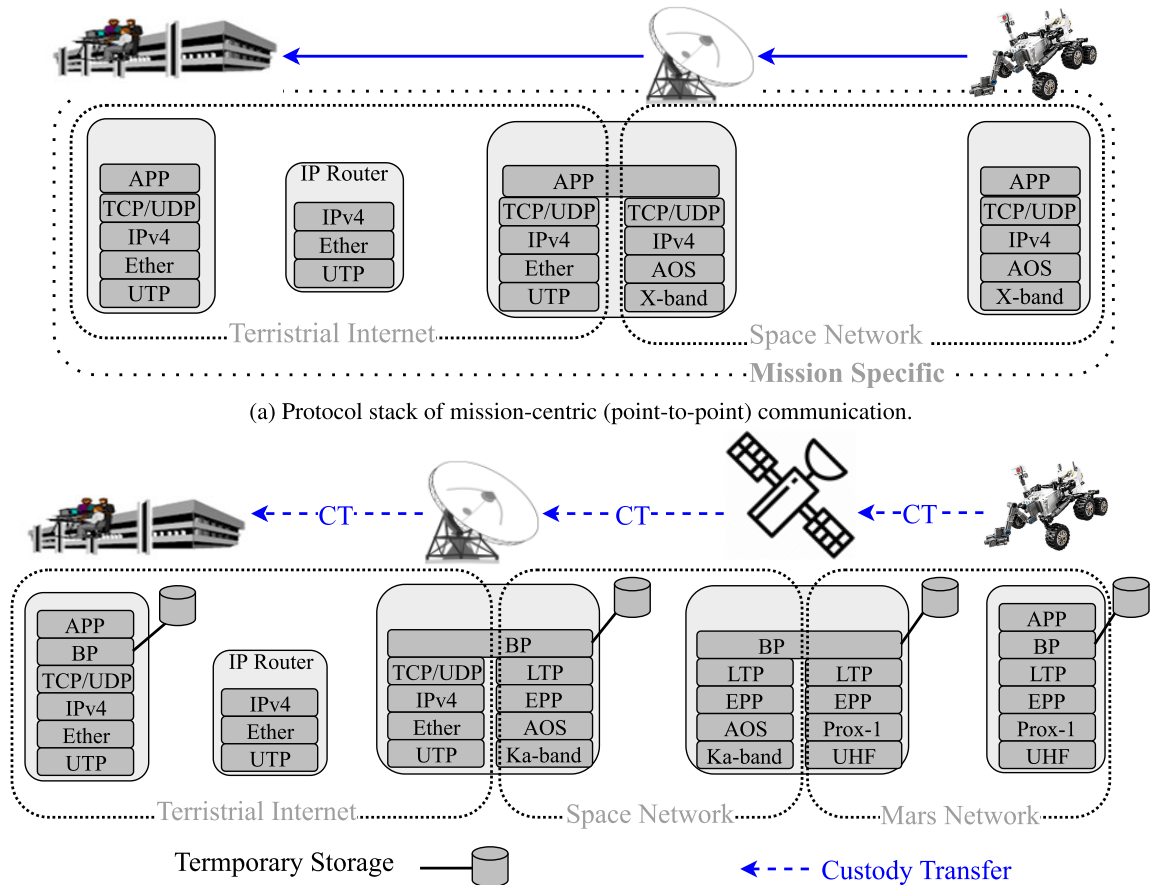 APP
TCP/UDP
IPv4
Ether
UTP
IP Router
IPv4
Ether
UTP
APP
TCP/UDP
IPv4
Ether
UTP
TCP/UDP
IPv4
AOS
X-band
APP
TCP/UDP
IPv4
AOS
X-band
Terristrial Internet
Space Network
Mission Specific
(a) Protocol stack of mission-centric (point-to-point) communication.
CT
CT
CT
APP
BP
TCP/UDP
IPv4
Ether
UTP
IP Router
IPv4
Ether
UTP
BP
TCP/UDP
IPv4
Ether
UTP
LTP
EPP
AOS
Ka-band
BP
LTP
EPP
AOS
Ka-band
LTP
EPP
Prox-1
UHF
APP
BP
LTP
EPP
Prox-1
UHF
Terristrial Internet
Space Network
Mars Network
Termporary Storage
Custody Transfer